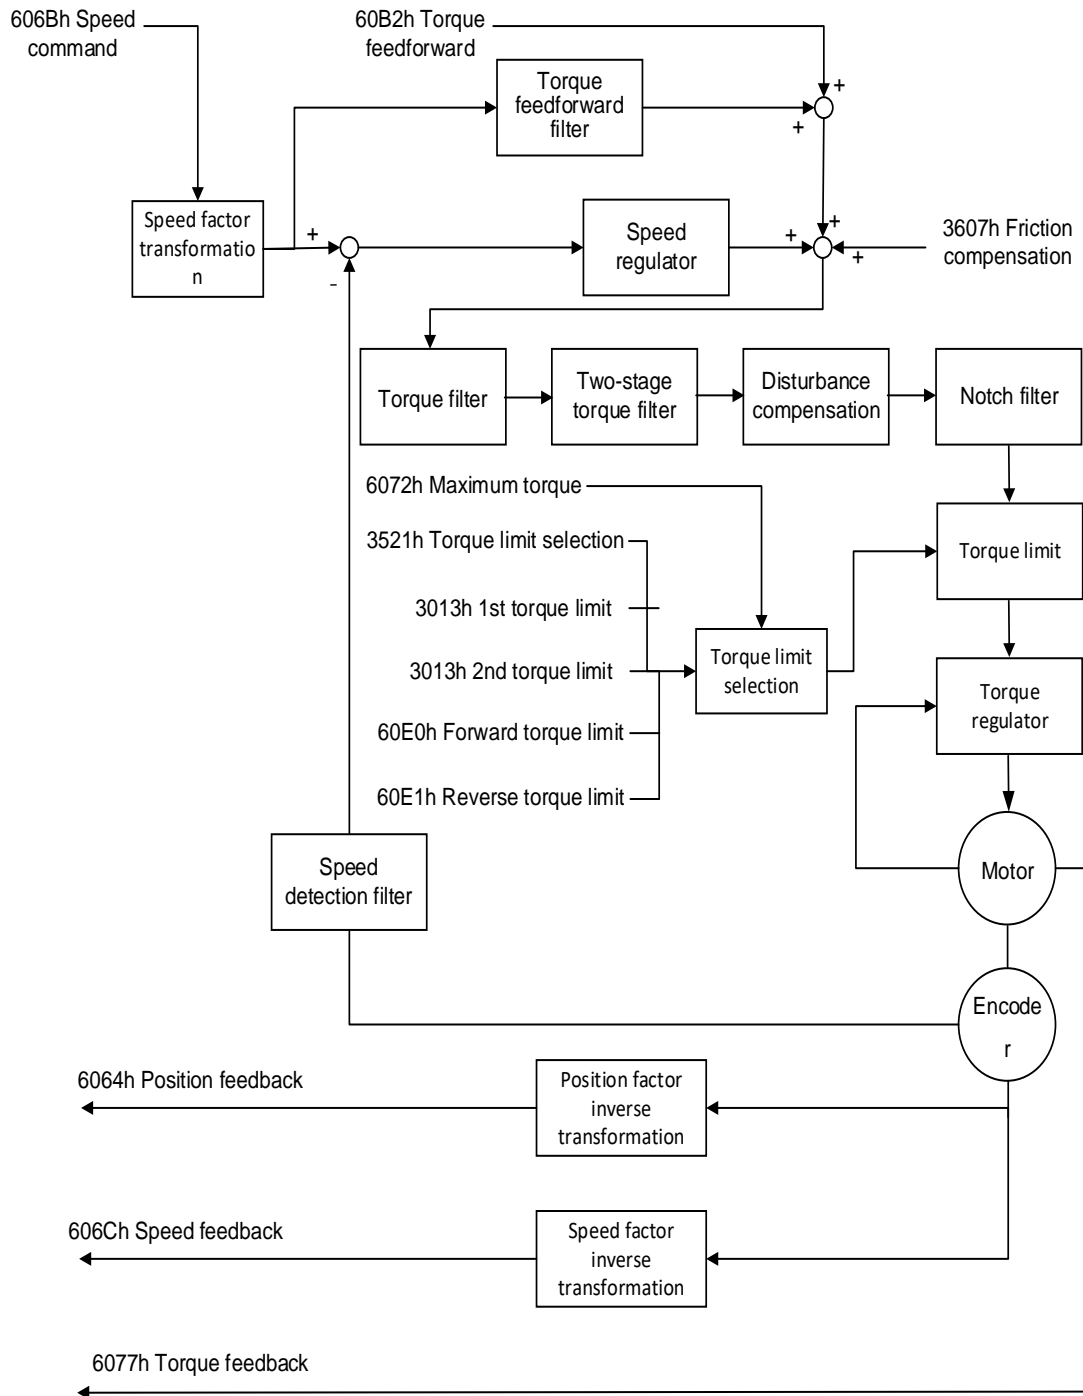 606Bh Speed
command
60B2h Torque
feedforward
Torque
feedforward
filter
+
+
Speed factor
transformatio
n
+
-
Speed
regulator
+
+
+
3607h Friction
compensation
Torque filter
Two-stage
torque filter
Disturbance
compensation
Notch filter
6072h Maximum torque
3521h Torque limit selection
3013h 1st torque limit
3013h 2nd torque limit
60E0h Forward torque limit
60E1h Reverse torque limit
Torque limit
selection
Torque limit
Torque
regulator
Motor
Speed
detection filter
Encode
r
6064h Position feedback
Position factor
inverse
transformation
606Ch Speed feedback
Speed factor
inverse
transformation
6077h Torque feedback